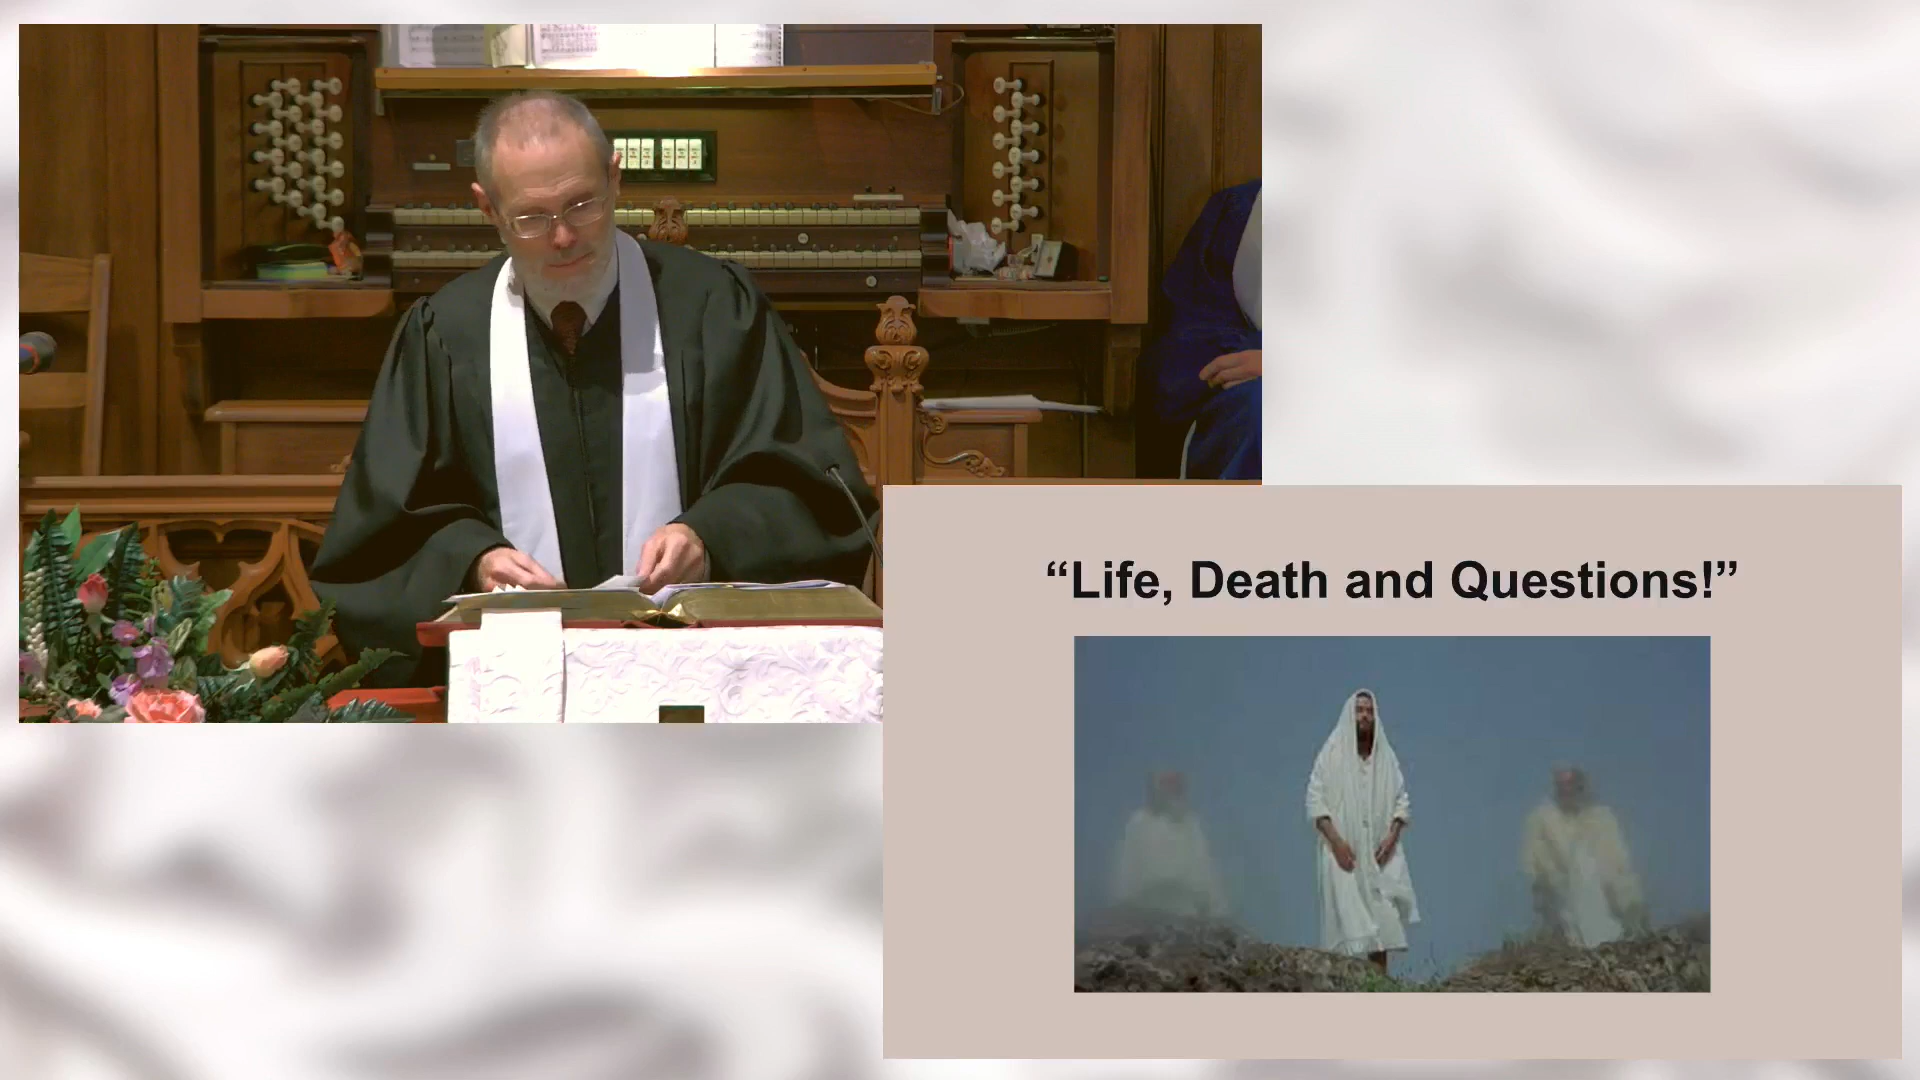 “Life, Death and Questions!”